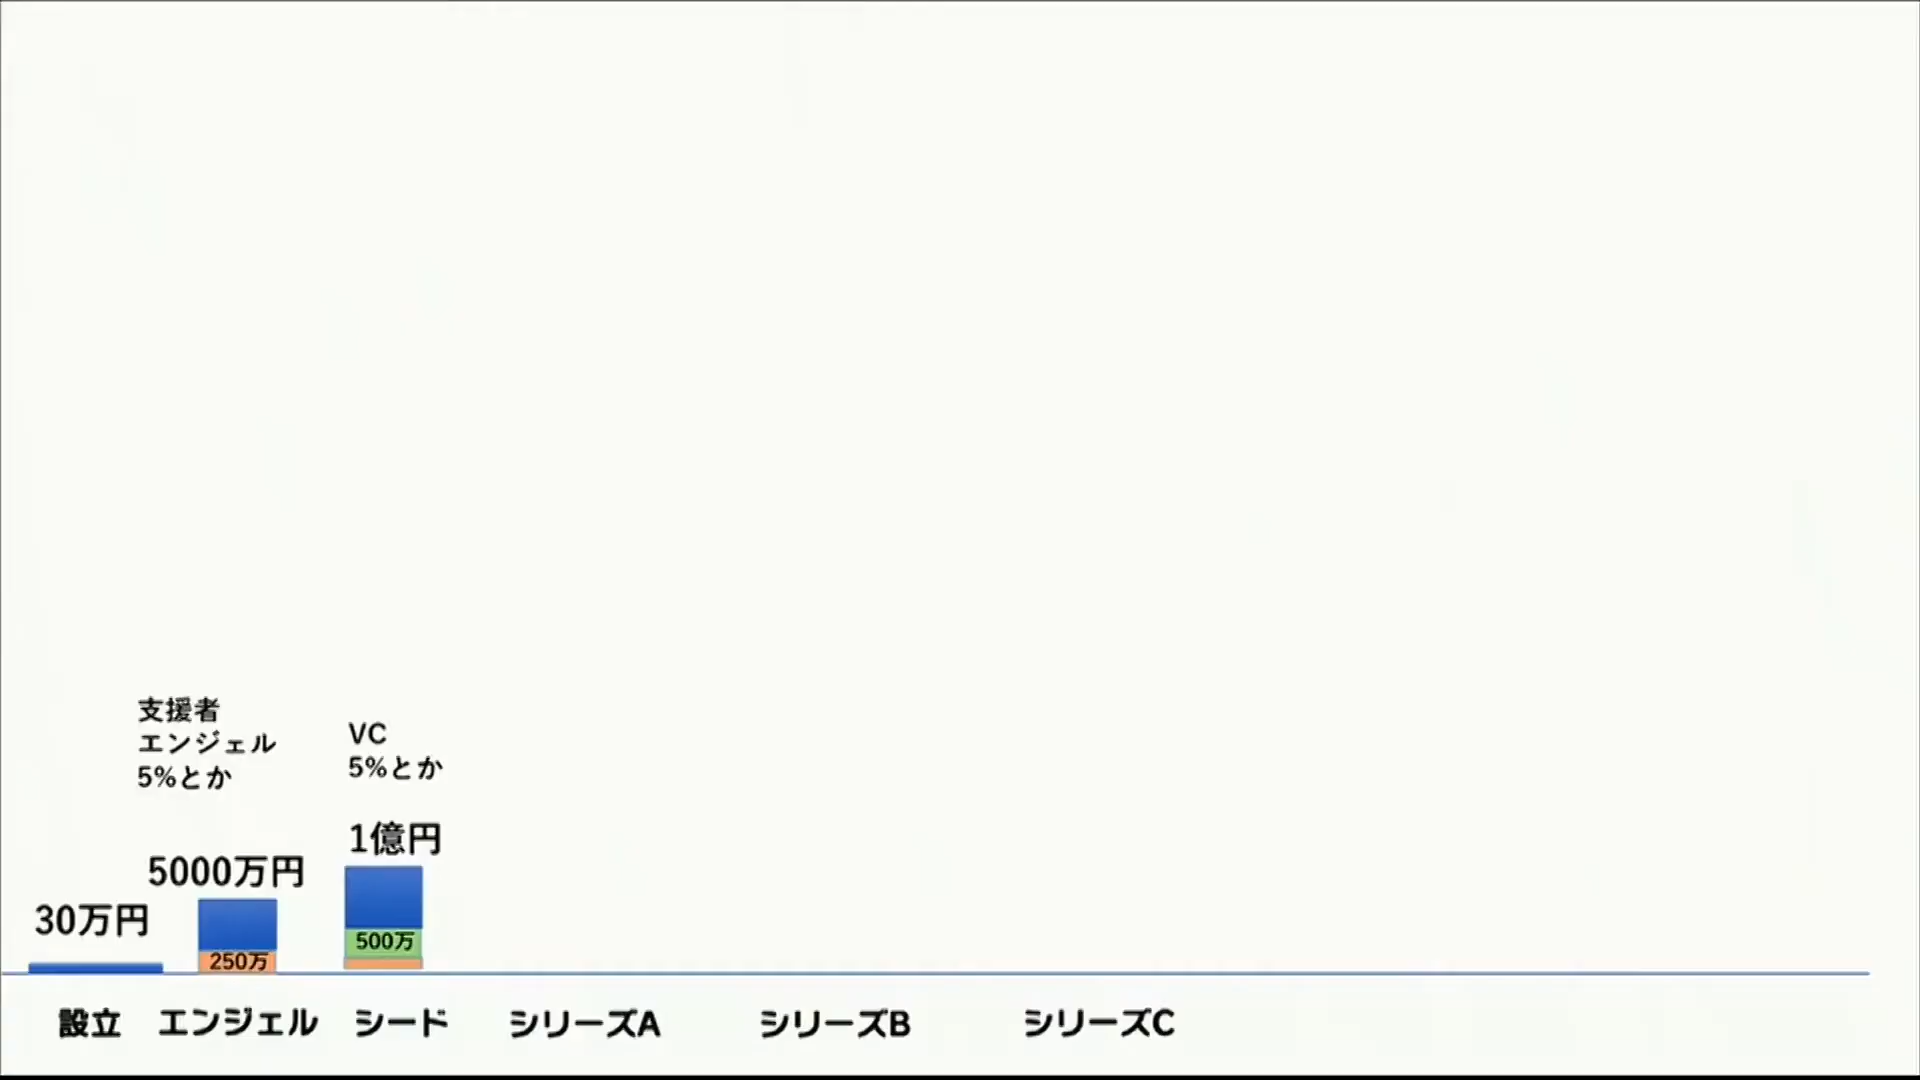 支援者
エンジェル
5%とか
VC
5%とか
1億円
5000万円
30万円
500万
250万
設立
エンジェル
シード
シリーズA
シリーズB
シリーズC